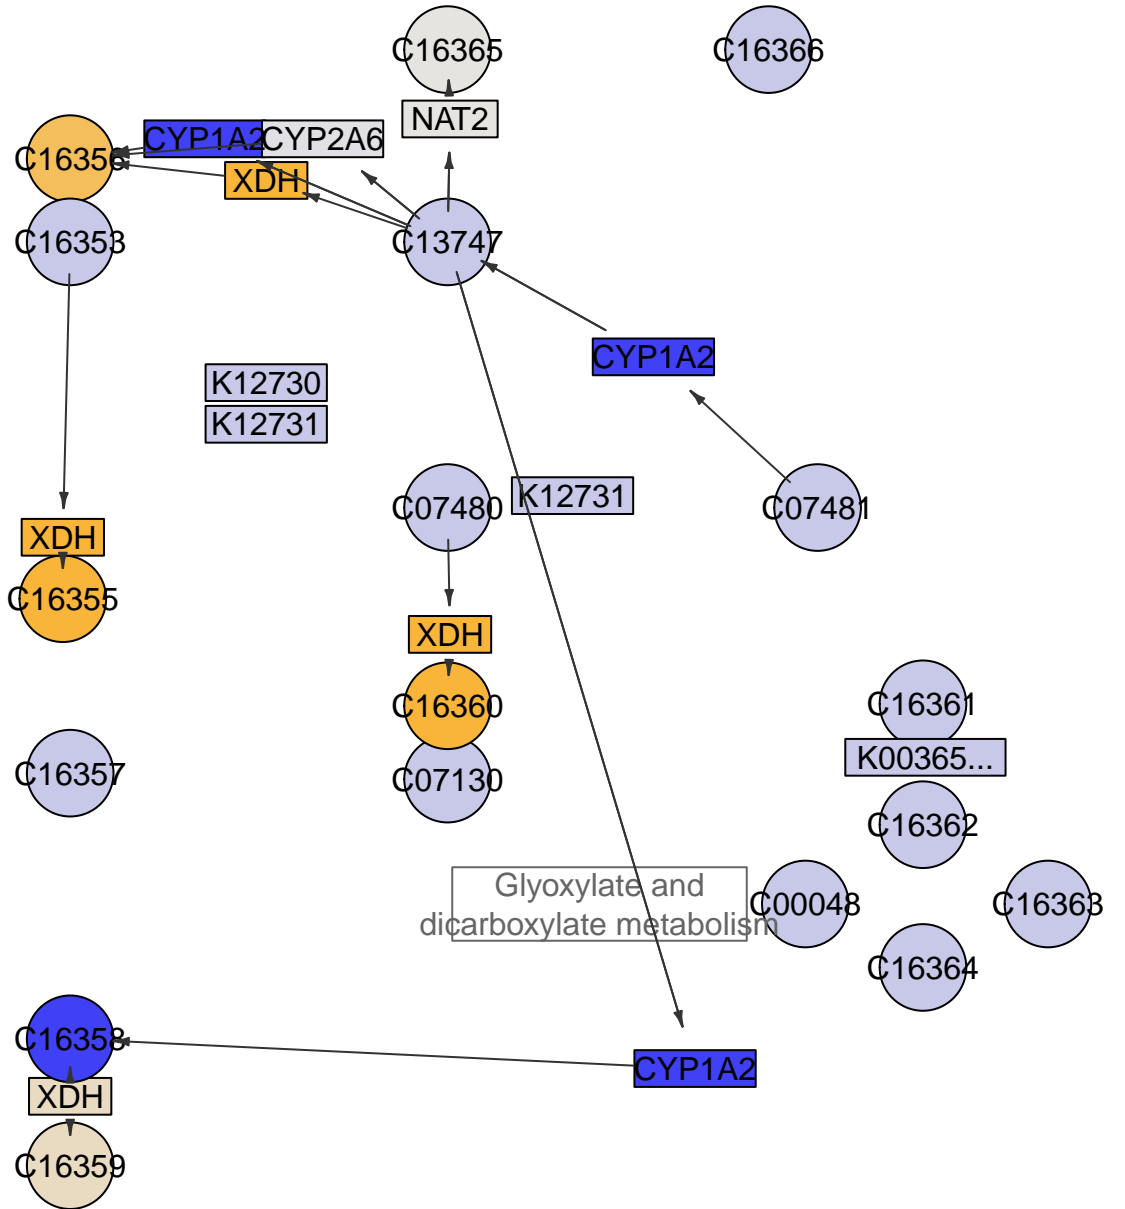 C16365
C16366
NAT2
CYP1A2
CYP2A6
C16356
XDH
C16353
C13747
CYP1A2
K12730
K12731
K12731
C07480
C07481
XDH
C16355
XDH
C16360
C16361
K00365...
C16357
C07130
C16362
Glyoxylate and
dicarboxylate metabolism
C00048
C16363
C16364
C16358
CYP1A2
XDH
C16359